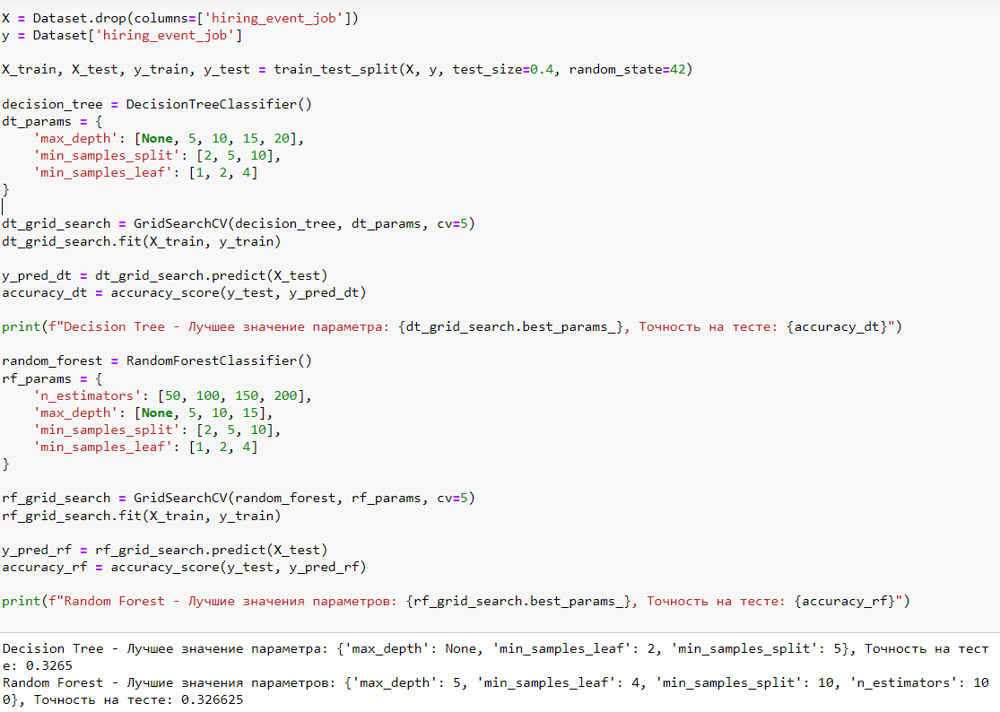 X = Dataset.drop(columns=['hiring_event_job'])
y = Dataset['hiring_event_job']
X_train, X_test, y_train, y_test = train_test_split(X, y, test_size=0.4, random_state=42)
decision_tree = DecisionTreeClassifier()
dt_params = {
    'max_depth': [None, 5, 10, 15, 20],
    'min_samples_split': [2, 5, 10],
    'min_samples_leaf': [1, 2, 4]
}
dt_grid_search = GridSearchCV(decision_tree, dt_params, cv=5)
dt_grid_search.fit(X_train, y_train)
y_pred_dt = dt_grid_search.predict(X_test)
accuracy_dt = accuracy_score(y_test, y_pred_dt)
print(f"Decision Tree - Лучшее значение параметра: {dt_grid_search.best_params_}, Точность на тесте: {accuracy_dt}")
random_forest = RandomForestClassifier()
rf_params = {
    'n_estimators': [50, 100, 150, 200],
    'max_depth': [None, 5, 10, 15],
    'min_samples_split': [2, 5, 10],
    'min_samples_leaf': [1, 2, 4]
}
rf_grid_search = GridSearchCV(random_forest, rf_params, cv=5)
rf_grid_search.fit(X_train, y_train)
y_pred_rf = rf_grid_search.predict(X_test)
accuracy_rf = accuracy_score(y_test, y_pred_rf)
print(f"Random Forest - Лучшие значения параметров: {rf_grid_search.best_params_}, Точность на тесте: {accuracy_rf}")
Decision Tree - Лучшее значение параметра: {'max_depth': None, 'min_samples_leaf': 2, 'min_samples_split': 5}, Точность на тест
е: 0.3265
Random Forest - Лучшие значения параметров: {'max_depth': 5, 'min_samples_leaf': 4, 'min_samples_split': 10, 'n_estimators': 10
0}, Точность на тесте: 0.326625